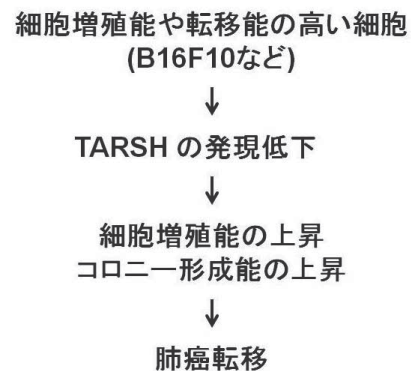 細胞増殖能や転移能の高い細胞
(B16F10など)
↓
TARSH の発現低下
↓
細胞増殖能の上昇
コロニー形成能の上昇
↓
肺癌転移